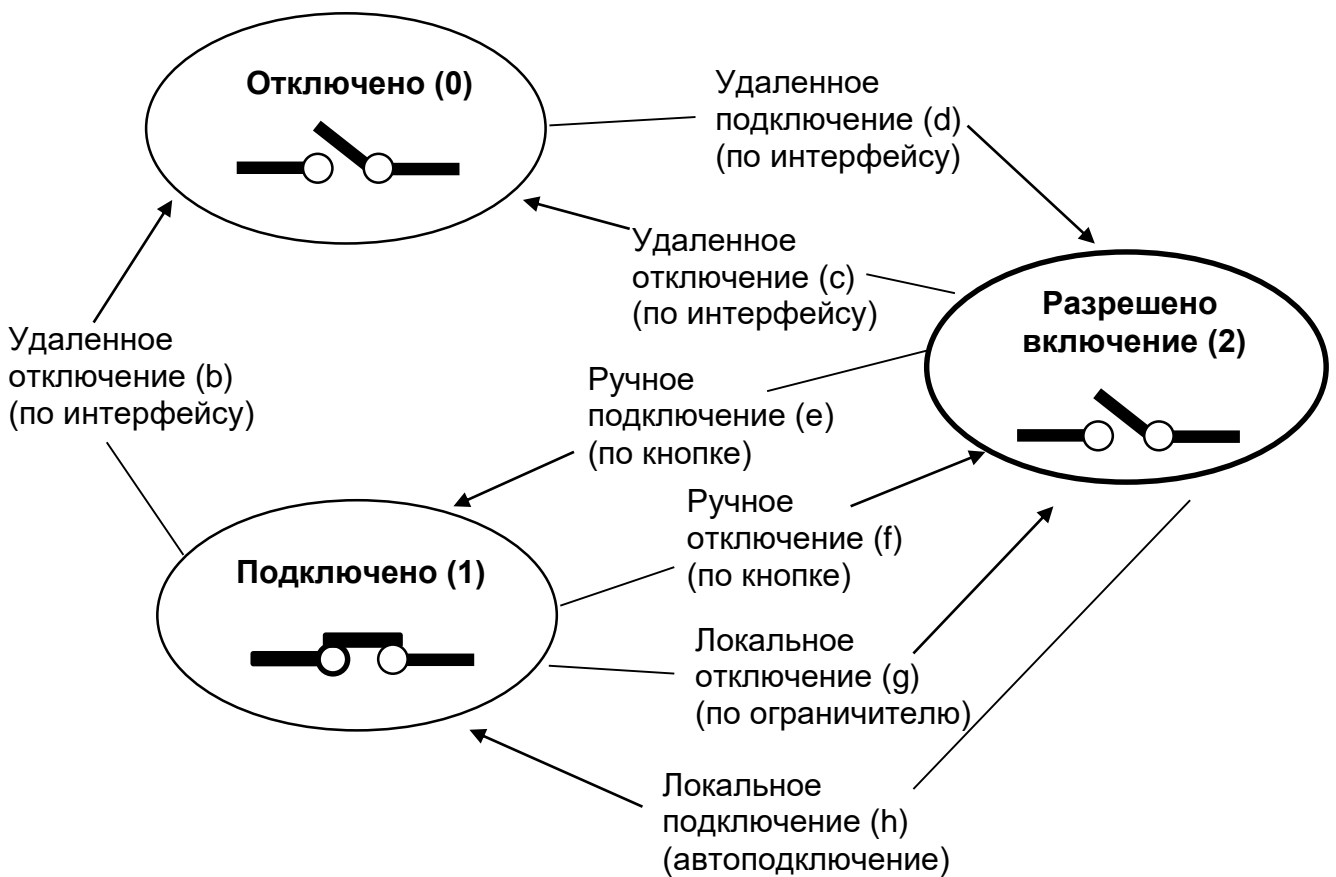 Отключено (0)
Удаленное
подключение (d)
(по интерфейсу)
Удаленное
отключение (c)
(по интерфейсу)
Разрешено
включение (2)
Удаленное
отключение (b)
(по интерфейсу)
Ручное
подключение (e)
(по кнопке)
Ручное
отключение (f)
(по кнопке)
Подключено (1)
Локальное
отключение (g)
(по ограничителю)
Локальное
подключение (h)
(автоподключение)